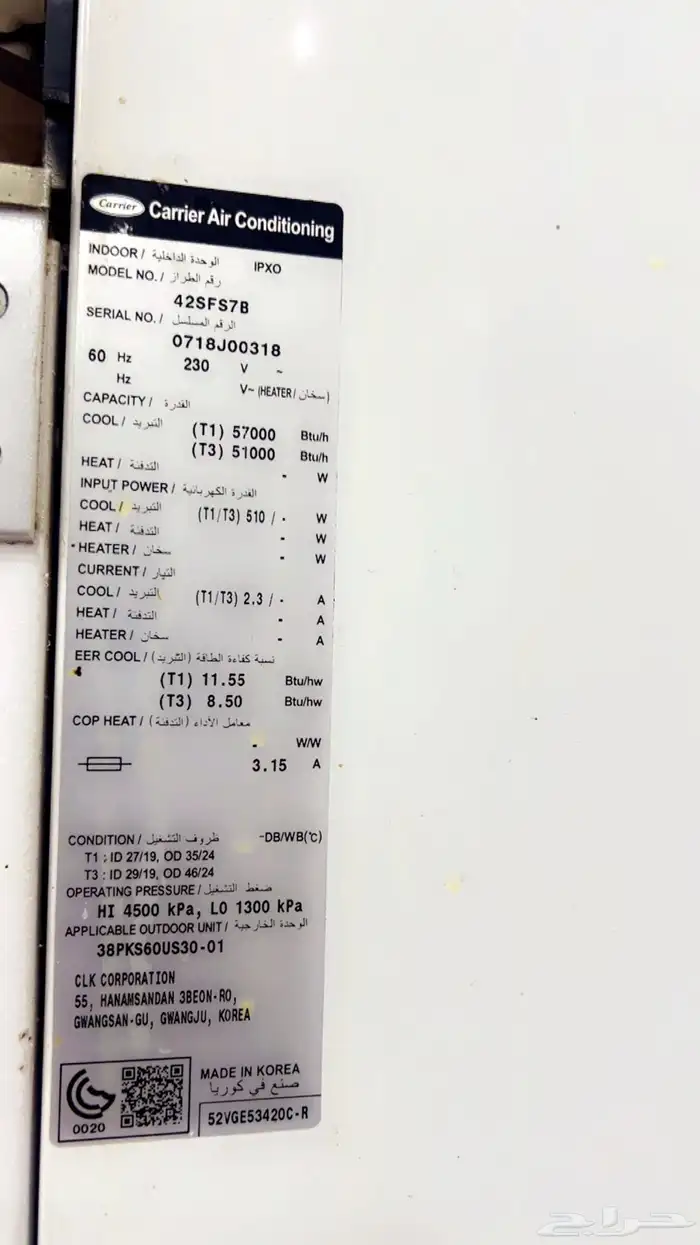 Carrier Carrier Air Conditioning
INDOOR / الوحدة الداخلية IPXO
MODEL NO. / رقم الطراز
42SFS7B
SERIAL NO. / الرقم المسلسل
0718J00318
60 Hz 230 V ~
Hz V~ (HEATER / سخان)
CAPACITY / القدرة
COOL / التبريد (T1) 57000 Btu/h
(T3) 51000 Btu/h
HEAT / التدفئة - W
INPUT POWER / القدرة الكهربائية
COOL / التبريد (T1/T3) 510 / - W
HEAT / التدفئة - W
HEATER / سخان - W
CURRENT / التيار
COOL / التبريد (T1/T3) 2.3 / - A
HEAT / التدفئة - A
HEATER / سخان - A
EER COOL / نسبة كفاءة الطاقة (التبريد)
(T1) 11.55 Btu/hw
(T3) 8.50 Btu/hw
COP HEAT / معامل الأداء (التدفئة)
- W/W
3.15 A
CONDITION / ظروف التشغيل -DB/WB(℃)
T1 : ID 27/19, OD 35/24
T3 : ID 29/19, OD 46/24
OPERATING PRESSURE / ضغط التشغيل
HI 4500 kPa, LO 1300 kPa
APPLICABLE OUTDOOR UNIT / الوحدة الخارجية
38PKS60US30-01
CLK CORPORATION
55, HANAMSANDAN 3BEON-RO,
GWANGSAN-GU, GWANGJU, KOREA
MADE IN KOREA
صنع في كوريا
0020
52VGE53420C-R
حراج